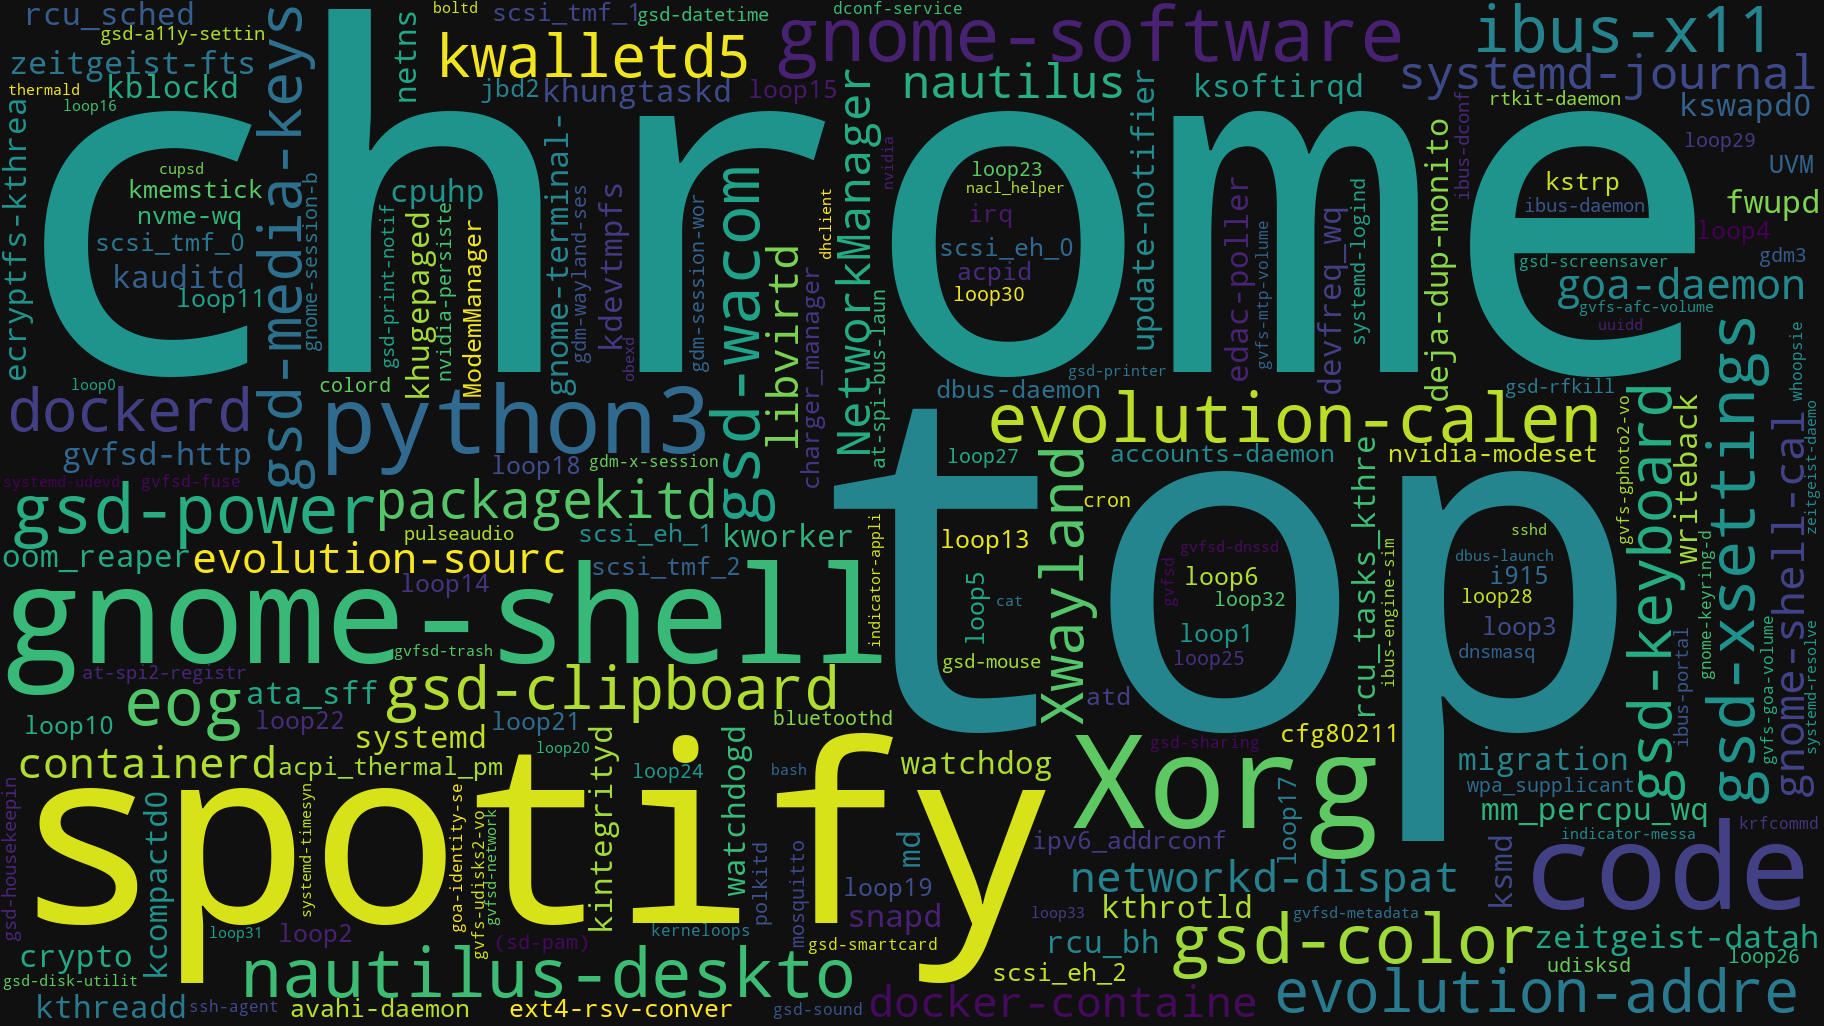 rcu_sched
gsd-a11y-settin
zeitgeist-fts
thermald
kblockd
loop16
gsd-media-keys
netns
boltd
scsi_tmf_1
gsd-datetime
kwalletd5
jbd2
khungtaskd
loop15
dconf-service
gnome-software
nautilus
ksoftirqd
ibus-x11
systemd-journal
rtkit-daemon
kswapd0
loop29
UVM
chrome
ecryptfs-kthrea
cupsd
kmemstick
nvme-wq
scsi_tmf_0
kauditd
loop11
gnome-session-b
cpuhp
gsd-print-notif
khugepaged
nvidia-persiste
ModemManager
gnome-terminal-
gdm-wayland-ses
kdevtmpfs
obexd
gdm-session-wor
gsd-wacom
libvirtd
dhclient
charger_manager
NetworkManager
at-spi-bus-laun
nvidia
loop23
nacl_helper
irq
scsi_eh_0
acpid
loop30
update-notifier
edac-poller
gvfs-mtp-volume
devfreq_wq
systemd-logind
deja-dup-monito
ibus-dconf
kstrp
ibus-daemon
fwupd
loop4
gdm3
gsd-screensaver
goa-daemon
gvfs-afc-volume
uuidd
loop0
colord
dockerd
python3
gvfsd-http
loop18
gdm-x-session
dbus-daemon
gsd-printer
gsd-rfkill
evolution-calen
loop27
accounts-daemon
nvidia-modeset
gvfs-gphoto2-vo
gsd-keyboard
writeback
gsd-xsettings
whoopsie
gnome-shell-cal
zeitgeist-daemo
systemd-udevd
gvfsd-fuse
gsd-power
packagekitd
pulseaudio
scsi_eh_1
kworker
oom_reaper
evolution-sourc
scsi_tmf_2
loop14
top
cron
loop13
Xwayland
indicator-appli
loop5
cat
gsd-mouse
gvfsd-dnssd
gvfsd
loop6
loop32
loop1
loop25
rcu_tasks_kthre
ibus-engine-sim
sshd
dbus-launch
i915
loop28
loop3
dnsmasq
gnome-keyring-d
ibus-portal
gvfs-goa-volume
systemd-resolve
gnome-shell
gvfsd-trash
at-spi2-registr
eog
ata_sff
gsd-clipboard
atd
loop10
loop22
loop21
bluetoothd
systemd
loop20
kintegrityd
loop24
watchdogd
bash
watchdog
Xorg
gsd-sharing
cfg80211
migration
wpa_supplicant
mm_percpu_wq
indicator-messa
krfcommd
containerd
acpi_thermal_pm
spotify
gsd-housekeepin
kcompactd0
systemd-timesyn
goa-identity-se
gvfs-udisks2-vo
gvfsd-network
polkitd
mosquitto
md
loop19
snapd
ipv6_addrconf
loop17
networkd-dispat
ksmd
code
loop33
kthrotld
gvfsd-metadata
loop31
loop2
(sd-pam)
kerneloops
gsd-smartcard
rcu_bh
gsd-color
zeitgeist-datah
udisksd
loop26
crypto
gsd-disk-utilit
nautilus-deskto
scsi_eh_2
kthreadd
ssh-agent
avahi-daemon
ext4-rsv-conver
gsd-sound
docker-containe
evolution-addre